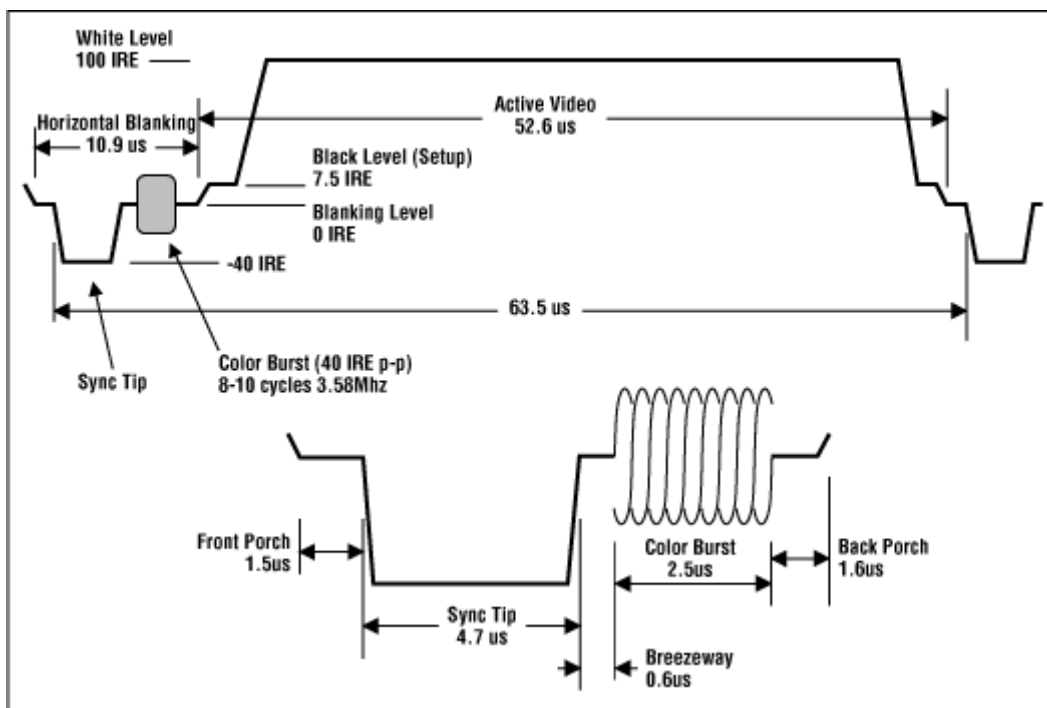 White Level
100 IRE
Active Video
52.6 us
Horizontal Blanking
10.9 us
Black Level (Setup)
7.5 IRE
Blanking Level
0 IRE
-40 IRE
63.5 us
Sync Tip
Color Burst (40 IRE p-p)
8-10 cycles 3.58Mhz
Front Porch
1.5us
Color Burst
2.5us
Back Porch
1.6us
Sync Tip
4.7 us
Breezeway
0.6us